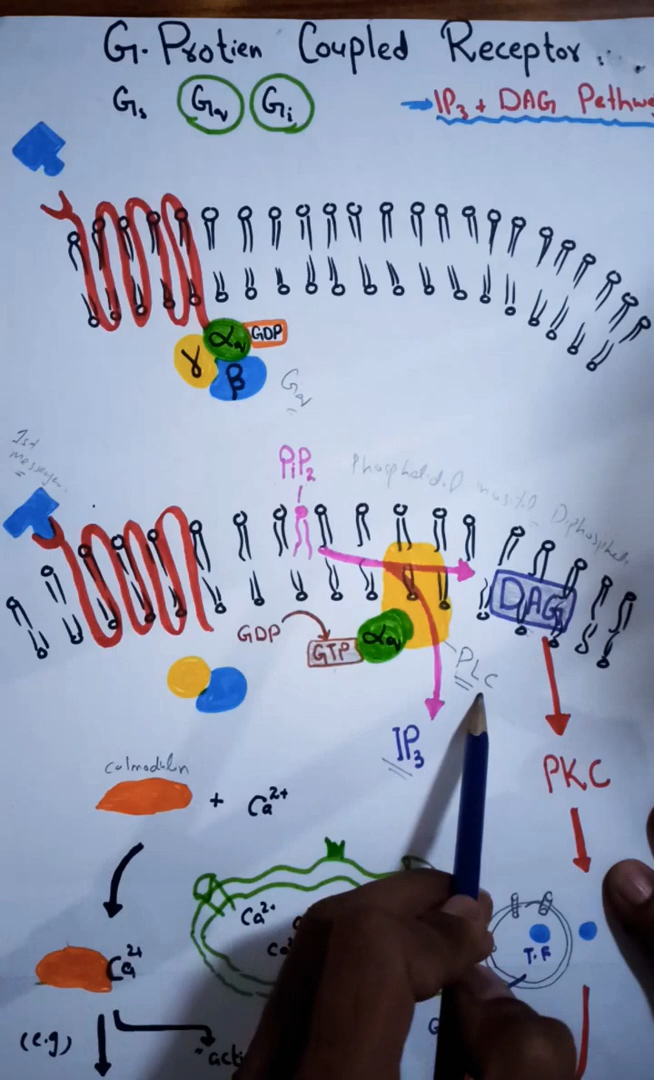 G-Protien Coupled Receptor....
Gs Gq Gi
IP3 + DAG Pathw
αq GDP
γ
β
Gq
1st
messenger.
PiP2
DAG
GDP
GTP αq
PLC
IP3
calmodulin
PKC
+ Ca2+
Ca2+
Ca2+
T.F
(e.g)